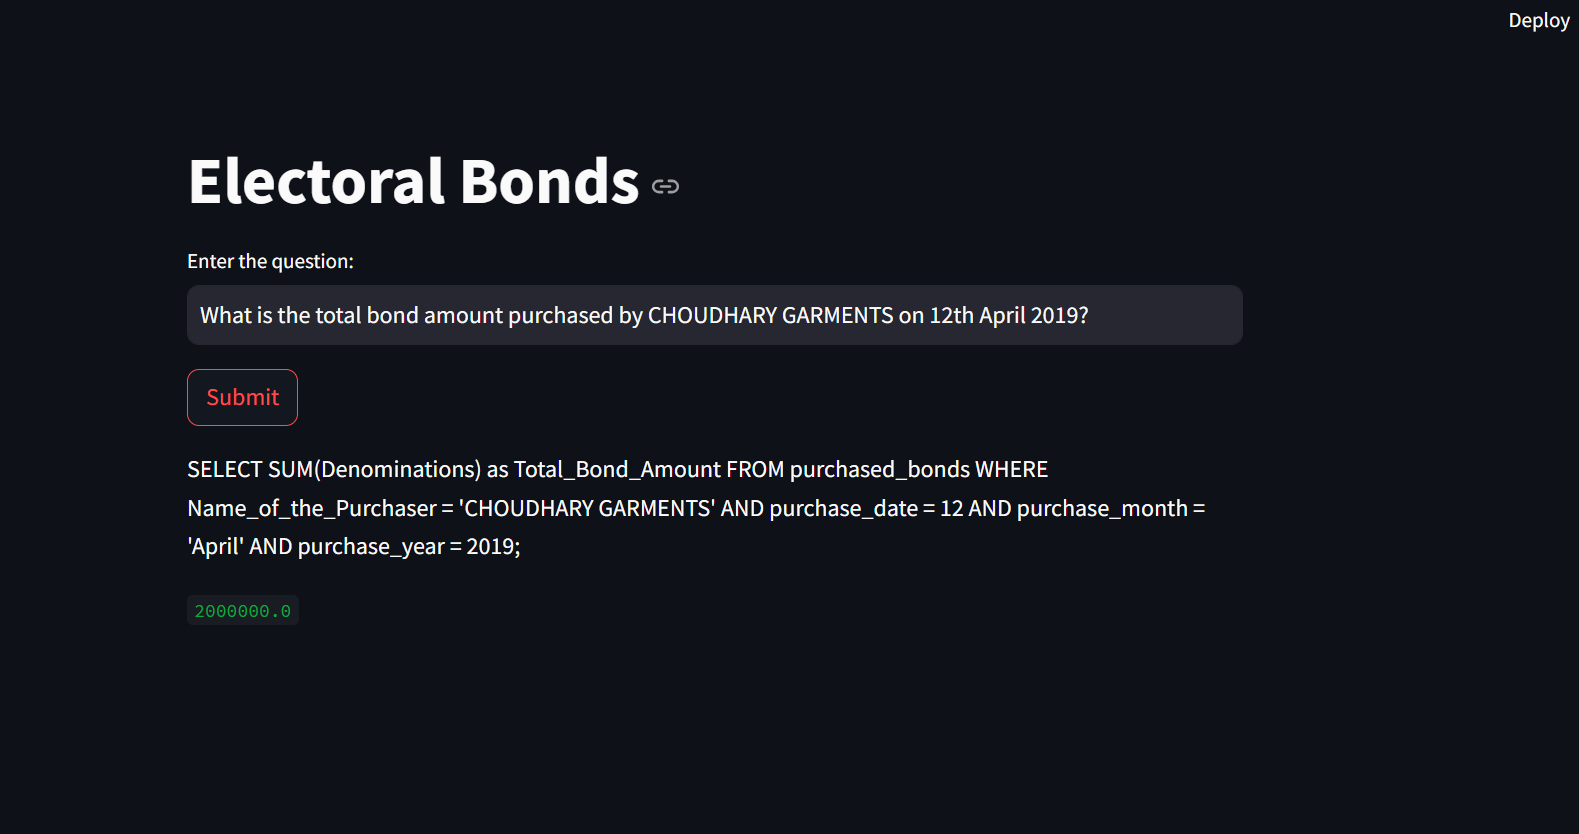 Deploy
Electoral Bonds
Enter the question:
What is the total bond amount purchased by CHOUDHARY GARMENTS on 12th April 2019?
Submit
SELECT SUM(Denominations) as Total_Bond_Amount FROM purchased_bonds WHERE
Name_of_the_Purchaser = 'CHOUDHARY GARMENTS' AND purchase_date = 12 AND purchase_month =
'April' AND purchase_year = 2019;
2000000.0